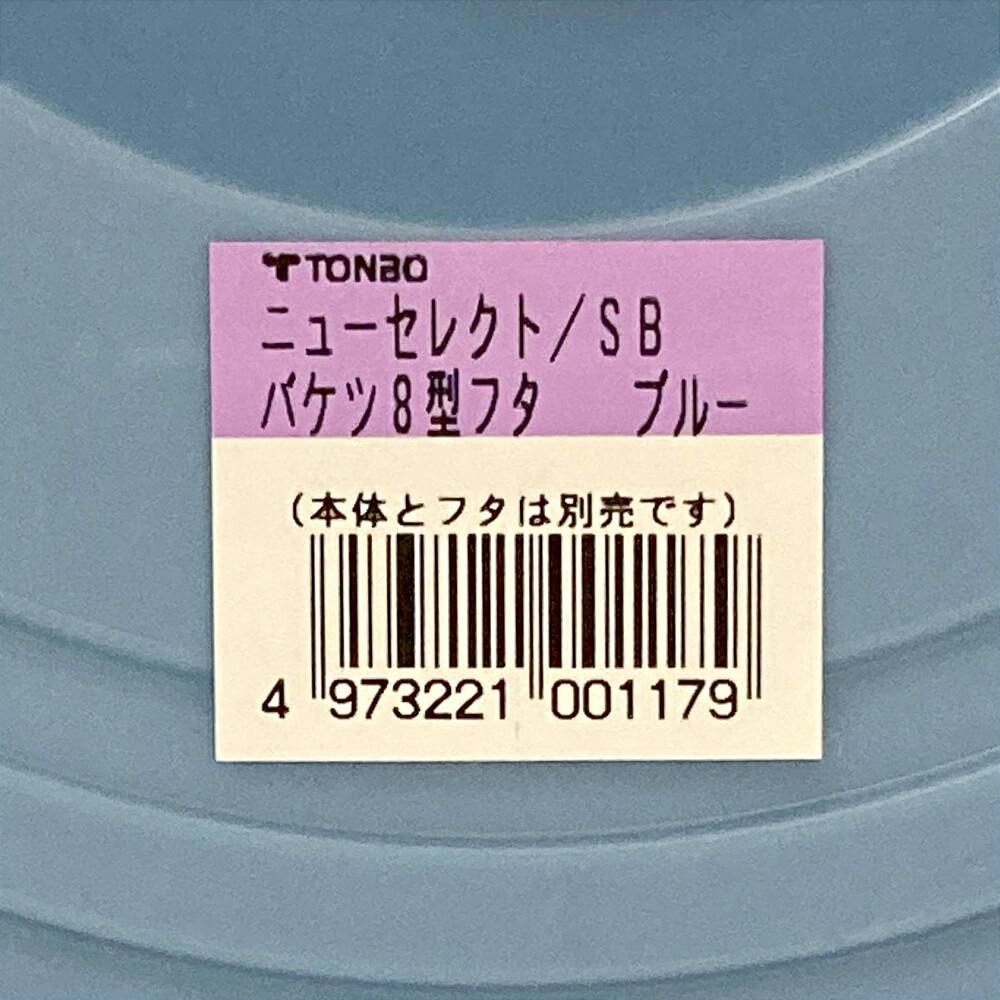 TONBO
ニューセレクト/SB
バケツ8型フタ ブルー
(本体とフタは別売です)
4 973221 001179